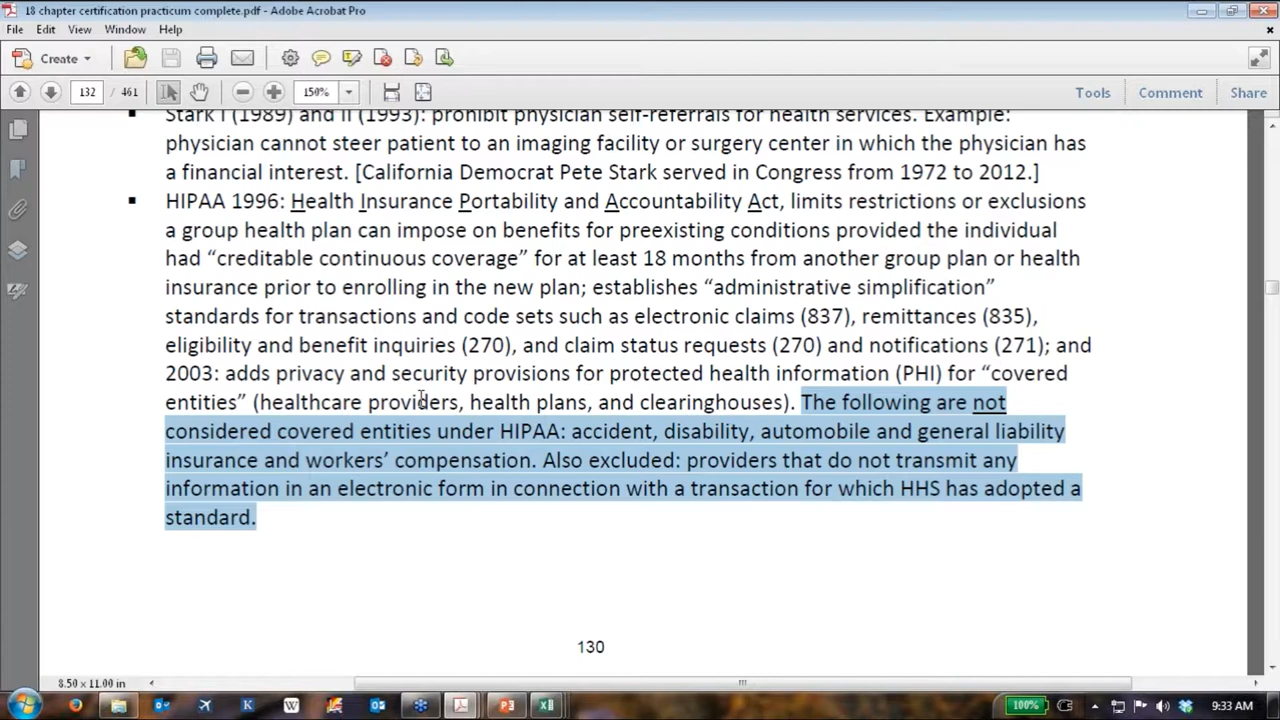 18 chapter certification practicum complete.pdf - Adobe Acrobat Pro
File Edit View Window Help
Create
132 / 461 150% Tools Comment Share
Stark I (1989) and II (1993): prohibit physician self-referrals for health services. Example:
physician cannot steer patient to an imaging facility or surgery center in which the physician has
a financial interest. [California Democrat Pete Stark served in Congress from 1972 to 2012.]
HIPAA 1996: Health Insurance Portability and Accountability Act, limits restrictions or exclusions
a group health plan can impose on benefits for preexisting conditions provided the individual
had “creditable continuous coverage” for at least 18 months from another group plan or health
insurance prior to enrolling in the new plan; establishes “administrative simplification”
standards for transactions and code sets such as electronic claims (837), remittances (835),
eligibility and benefit inquiries (270), and claim status requests (270) and notifications (271); and
2003: adds privacy and security provisions for protected health information (PHI) for “covered
entities” (healthcare providers, health plans, and clearinghouses). The following are not
considered covered entities under HIPAA: accident, disability, automobile and general liability
insurance and workers’ compensation. Also excluded: providers that do not transmit any
information in an electronic form in connection with a transaction for which HHS has adopted a
standard.
130
8.50 x 11.00 in
100% 9:33 AM